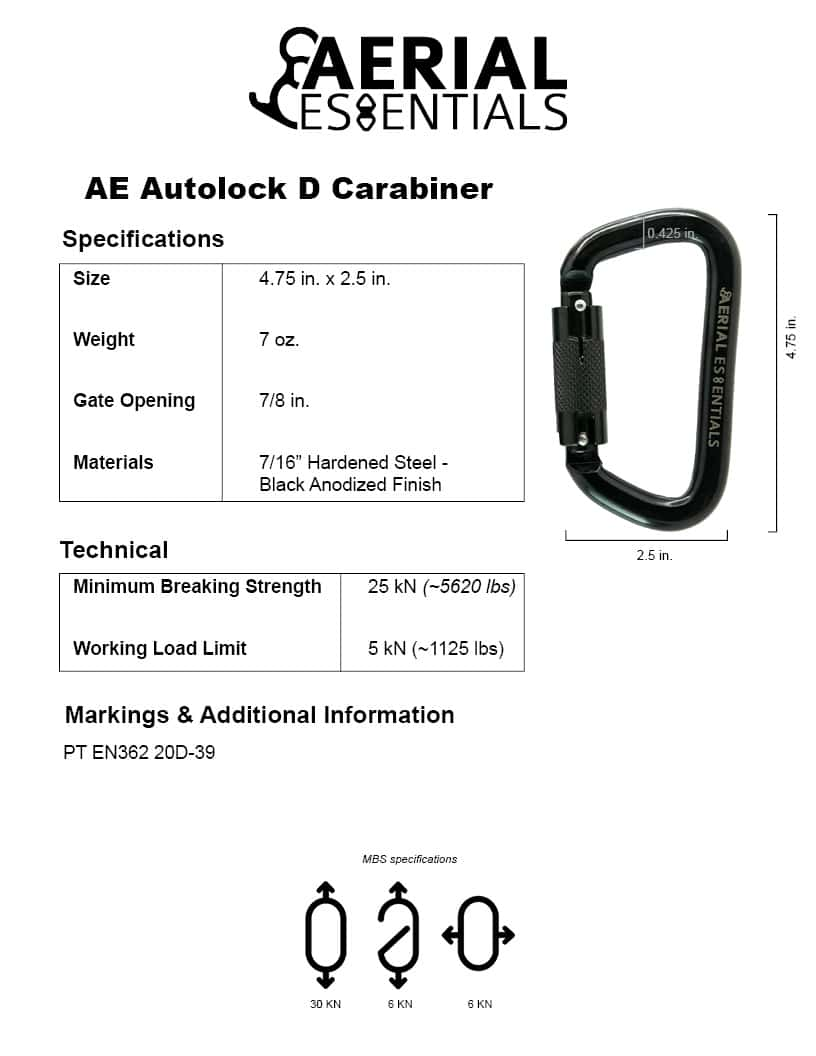 AERIAL
ESSENTIALS
AE Autolock D Carabiner
Specifications
Size 4.75 in. x 2.5 in.
Weight 7 oz.
Gate Opening 7/8 in.
Materials 7/16” Hardened Steel -
Black Anodized Finish
0.425 in.
AERIAL ESSENTIALS
4.75 in.
2.5 in.
Technical
Minimum Breaking Strength 25 kN (~5620 lbs)
Working Load Limit 5 kN (~1125 lbs)
Markings & Additional Information
PT EN362 20D-39
MBS specifications
30 KN 6 KN 6 KN